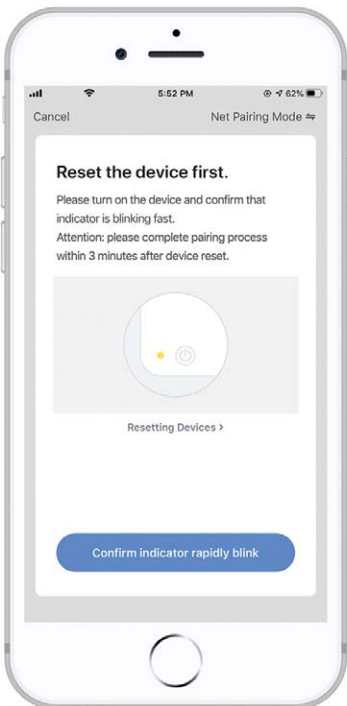 5:52 PM
62%
Cancel
Net Pairing Mode
Reset the device first.
Please turn on the device and confirm that
indicator is blinking fast.
Attention: please complete pairing process
within 3 minutes after device reset.
Resetting Devices >
Confirm indicator rapidly blink